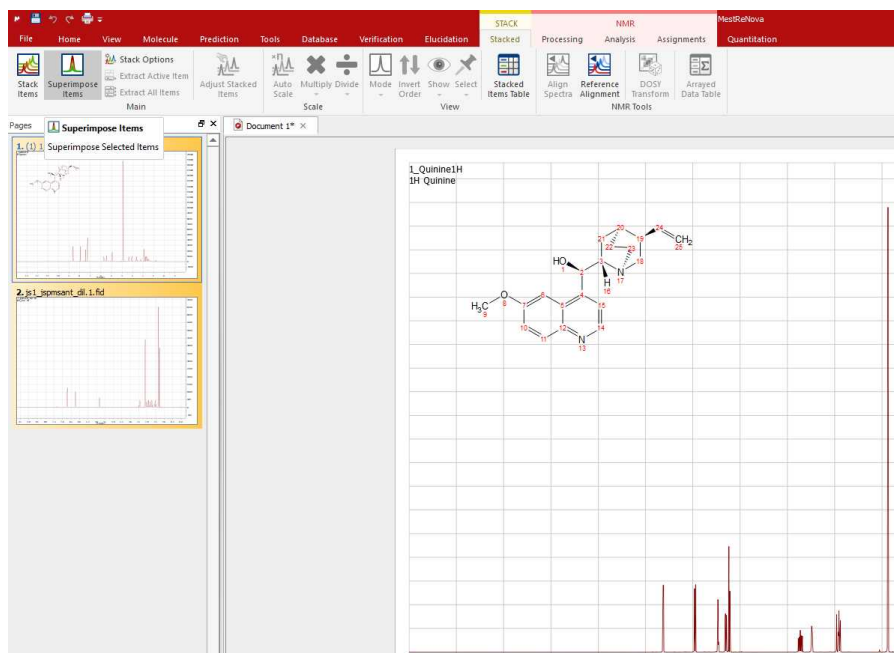 STACK NMR MestReNova
File Home View Molecule Prediction Tools Database Verification Elucidation Stacked Processing Analysis Assignments Quantitation
Stack Items
Superimpose Items
Stack Options
Extract Active Item
Extract All Items
Adjust Stacked Items
Auto Scale
Multiply
Divide
Mode
Invert Order
Show
Select
Stacked Items Table
Align Spectra
Reference Alignment
DOSY Transform
Arrayed Data Table
Main Scale View NMR Tools
Pages
Superimpose Items
Superimpose Selected Items
Document 1*
1. (1) 1
2. js1_jspmsant_dil.1.fid
1_Quinine1H
1H Quinine
20 24
21 22 23 19 CH2
25
HO 3 18
1 2 N
H 17
16
O 4
8 6 15
H3C 7 5
9
10 12 14
11 N
13